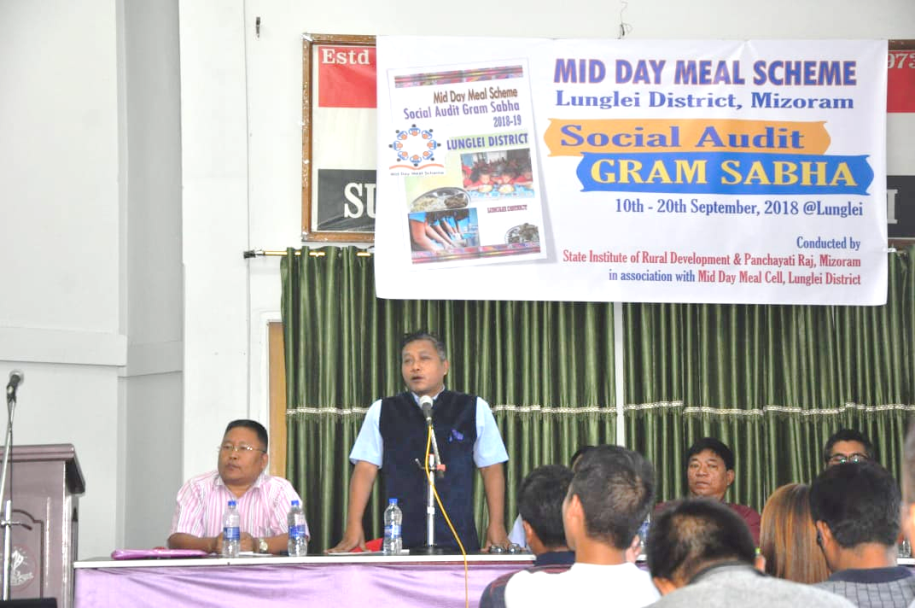 Estd
973
SU
MID DAY MEAL SCHEME
Lunglei District, Mizoram
Social Audit
GRAM SABHA
10th - 20th September, 2018 @Lunglei
Conducted by
State Institute of Rural Development & Panchayati Raj, Mizoram
in association with Mid Day Meal Cell, Lunglei District
Mid Day Meal Scheme
Social Audit Gram Sabha
2018-19
LUNGLEI DISTRICT
Mid Day Meal Scheme
LUNGLEI DISTRICT